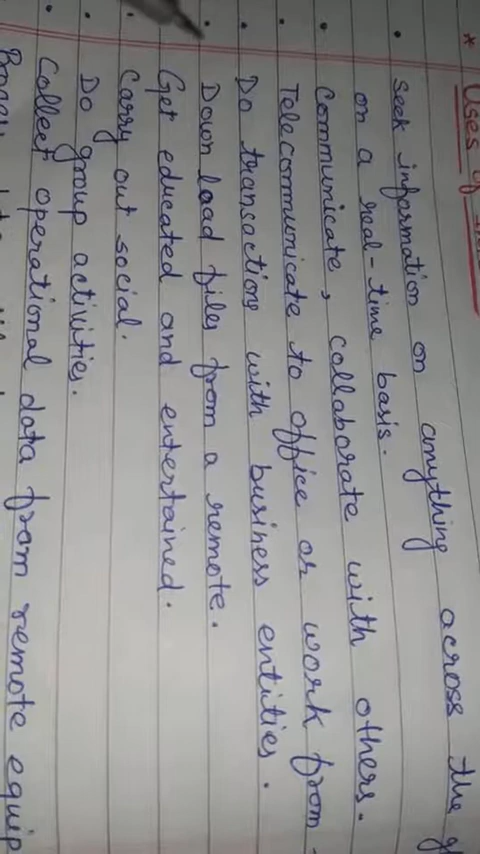 * Uses of
• Seek information on anything across the
on a real-time basis.
• Communicate, collaborate with others.
• Telecommunicate to office or work from
• Do transactions with business entities.
• Down load files from a remote.
Get educated and entertained.
• Carry out social.
• Do group activities.
• Collect operational data from remote equip